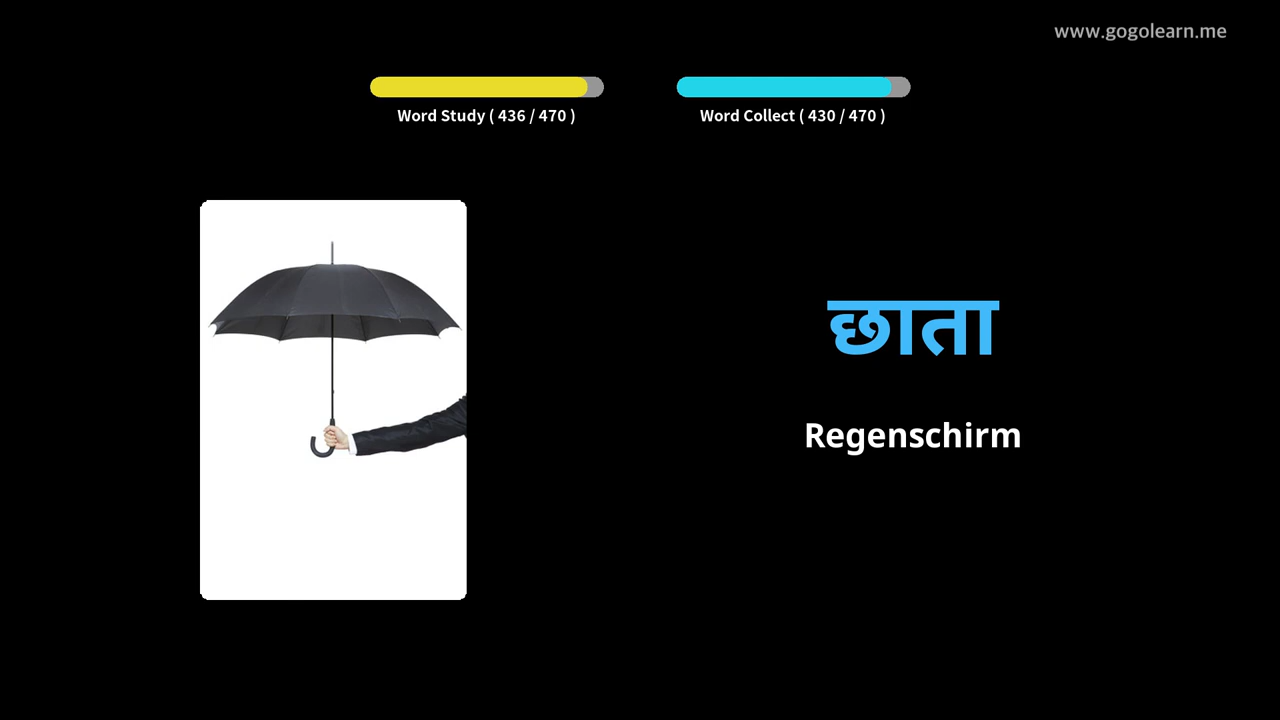 www.gogolearn.me
Word Study ( 436 / 470 )
Word Collect ( 430 / 470 )
छाता
Regenschirm